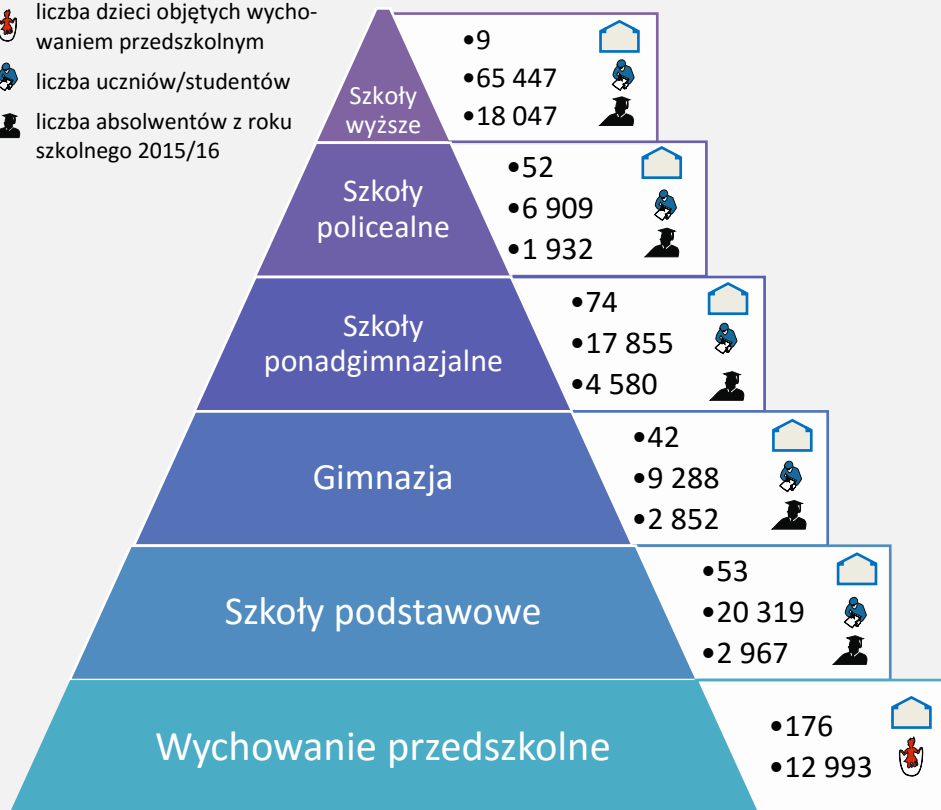 liczba dzieci objętych wycho-
waniem przedszkolnym
liczba uczniów/studentów
liczba absolwentów z roku
szkolnego 2015/16
Szkoły
wyższe
•9
•65 447
•18 047
Szkoły
policealne
•52
•6 909
•1 932
Szkoły
ponadgimnazjalne
•74
•17 855
•4 580
Gimnazja
•42
•9 288
•2 852
Szkoły podstawowe
•53
•20 319
•2 967
Wychowanie przedszkolne
•176
•12 993